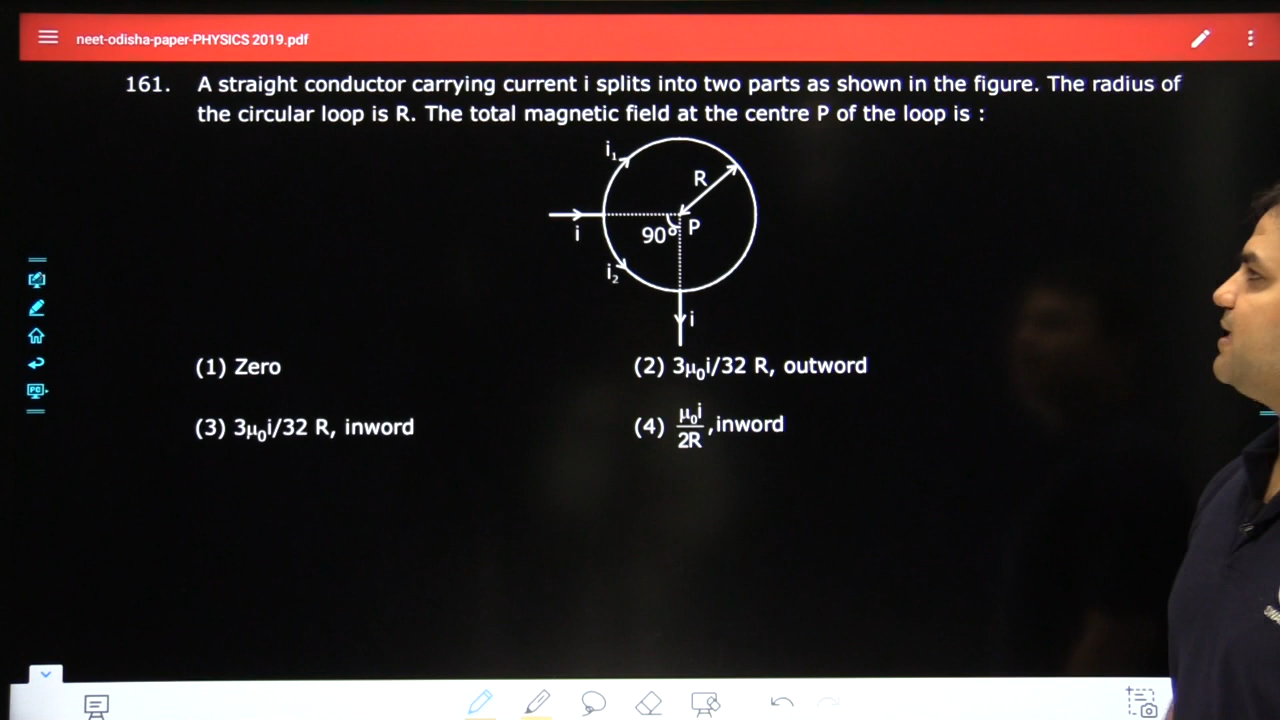 neet-odisha-paper-PHYSICS 2019.pdf
161. A straight conductor carrying current i splits into two parts as shown in the figure. The radius of
the circular loop is R. The total magnetic field at the centre P of the loop is :
i₁
R
P
90°
i
i₂
i
(1) Zero
(2) 3μ₀i/32 R, outword
(3) 3μ₀i/32 R, inword
(4) μ₀i/2R, inword
PC